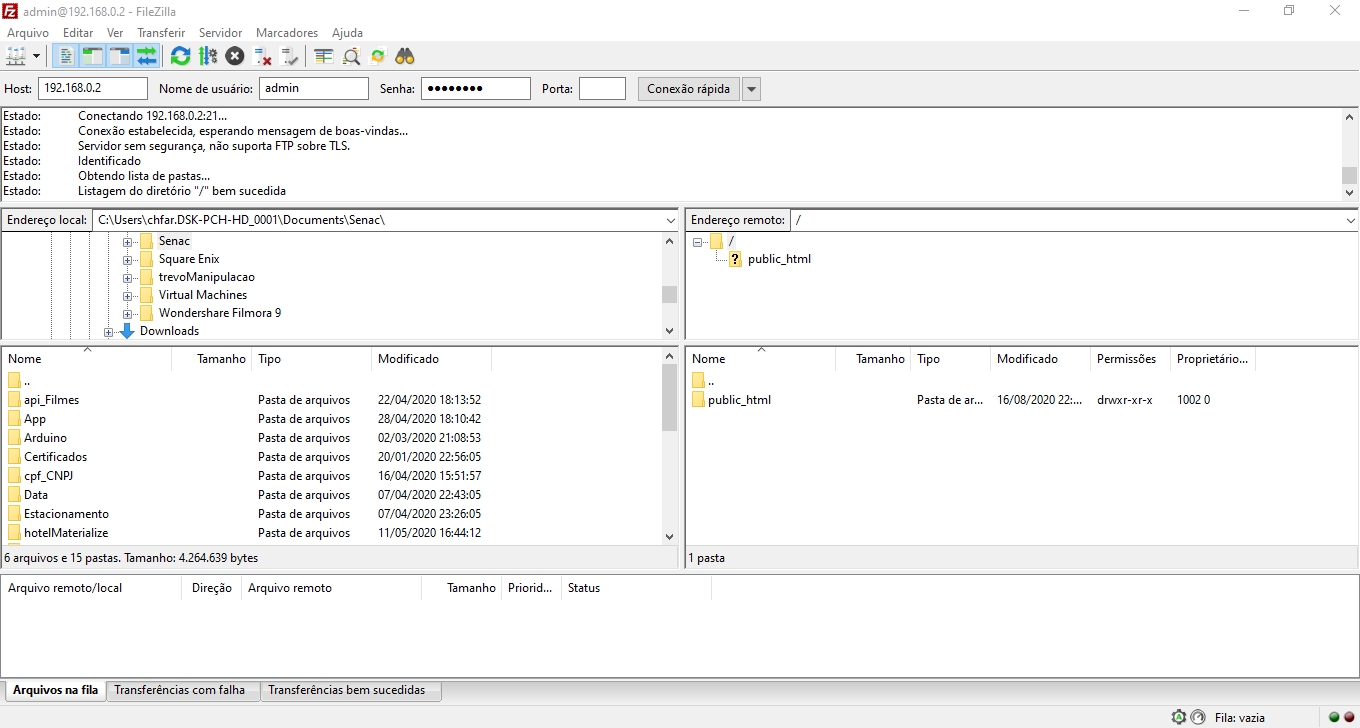 admin@192.168.0.2 - FileZilla
Arquivo Editar Ver Transferir Servidor Marcadores Ajuda
Host: 192.168.0.2 Nome de usuário: admin Senha: ●●●●●●●● Porta: Conexão rápida
Estado: Conectando 192.168.0.2:21...
Estado: Conexão estabelecida, esperando mensagem de boas-vindas...
Estado: Servidor sem segurança, não suporta FTP sobre TLS.
Estado: Identificado
Estado: Obtendo lista de pastas...
Estado: Listagem do diretório "/" bem sucedida
Endereço local: C:\Users\chfar.DSK-PCH-HD_0001\Documents\Senac\
Senac
Square Enix
trevoManipulacao
Virtual Machines
Wondershare Filmora 9
Downloads
Endereço remoto: /
/
? public_html
Nome Tamanho Tipo Modificado
..
api_Filmes Pasta de arquivos 22/04/2020 18:13:52
App Pasta de arquivos 28/04/2020 18:10:42
Arduino Pasta de arquivos 02/03/2020 21:08:53
Certificados Pasta de arquivos 20/01/2020 22:56:05
cpf_CNPJ Pasta de arquivos 16/04/2020 15:51:57
Data Pasta de arquivos 07/04/2020 22:43:05
Estacionamento Pasta de arquivos 07/04/2020 23:26:05
hotelMaterialize Pasta de arquivos 11/05/2020 16:44:12
6 arquivos e 15 pastas. Tamanho: 4.264.639 bytes
Nome Tamanho Tipo Modificado Permissões Proprietário...
..
public_html Pasta de ar... 16/08/2020 22:... drwxr-xr-x 1002 0
1 pasta
Arquivo remoto/local Direção Arquivo remoto Tamanho Priorid... Status
Arquivos na fila Transferências com falha Transferências bem sucedidas
Fila: vazia